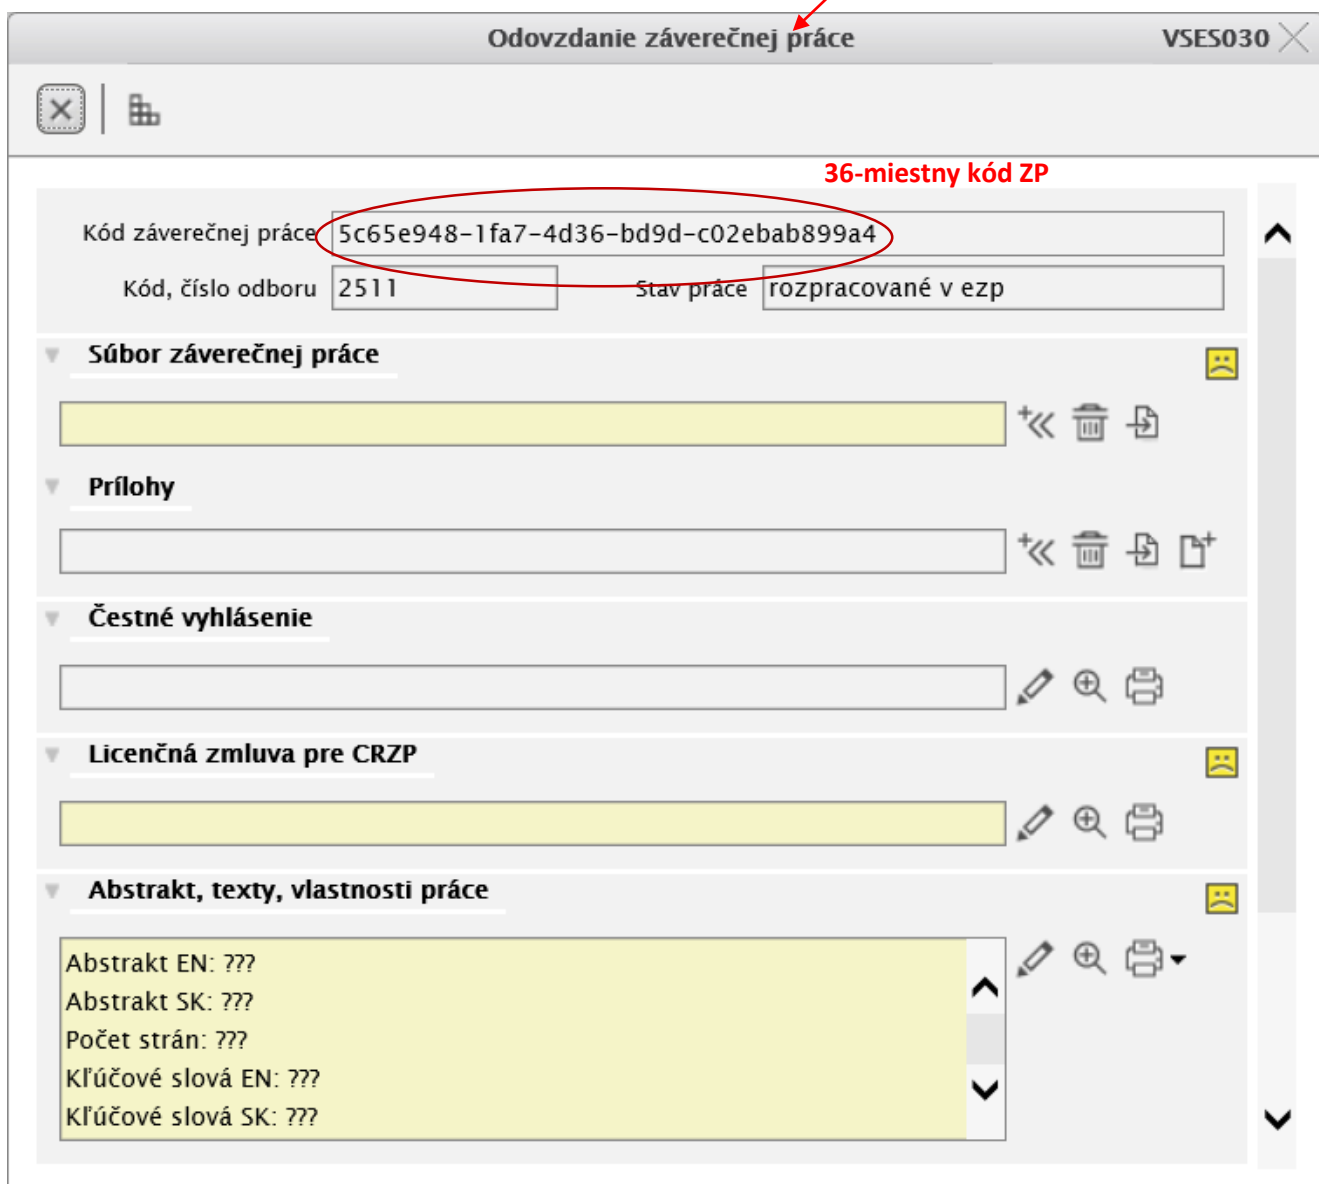 Odovzdanie záverečnej práce VSES030
36-miestny kód ZP
Kód záverečnej práce 5c65e948-1fa7-4d36-bd9d-c02ebab899a4
Kód, číslo odboru 2511 Stav práce rozpracované v ezp
Súbor záverečnej práce
Prílohy
Čestné vyhlásenie
Licenčná zmluva pre CRZP
Abstrakt, texty, vlastnosti práce
Abstrakt EN: ???
Abstrakt SK: ???
Počet strán: ???
Kľúčové slová EN: ???
Kľúčové slová SK: ???